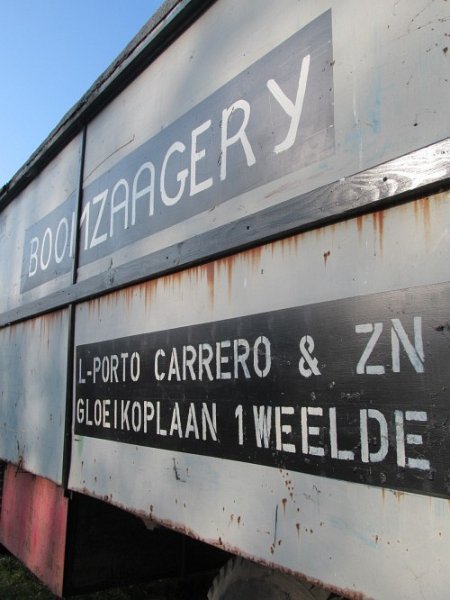 BOOMZAAGERY
L-PORTO CARRERO & ZN
GLOEIKOPLAAN 1 WEELDE